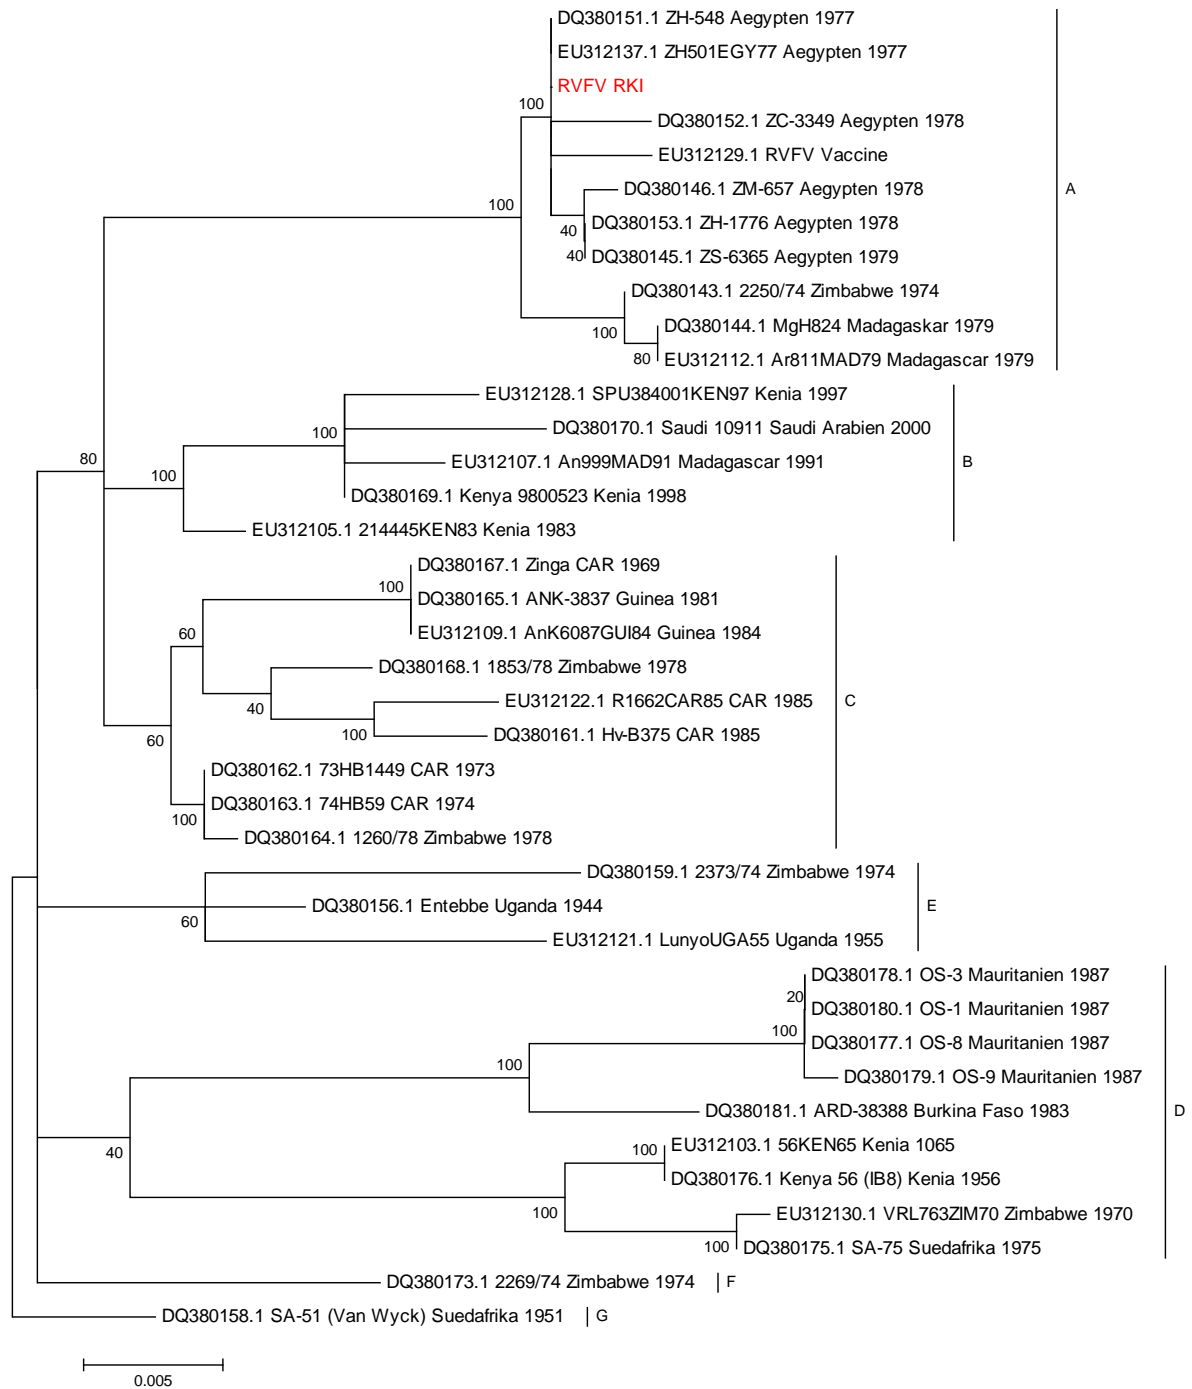 DQ380151.1 ZH-548 Aegypten 1977
EU312137.1 ZH501EGY77 Aegypten 1977
RVFV RKI
100
DQ380152.1 ZC-3349 Aegypten 1978
EU312129.1 RVFV Vaccine
DQ380146.1 ZM-657 Aegypten 1978
A
100
DQ380153.1 ZH-1776 Aegypten 1978
40
DQ380145.1 ZS-6365 Aegypten 1979
40
DQ380143.1 2250/74 Zimbabwe 1974
DQ380144.1 MgH824 Madagaskar 1979
100
EU312112.1 Ar811MAD79 Madagascar 1979
80
EU312128.1 SPU384001KEN97 Kenia 1997
DQ380170.1 Saudi 10911 Saudi Arabien 2000
100
EU312107.1 An999MAD91 Madagascar 1991
B
80
100
DQ380169.1 Kenya 9800523 Kenia 1998
EU312105.1 214445KEN83 Kenia 1983
DQ380167.1 Zinga CAR 1969
100
DQ380165.1 ANK-3837 Guinea 1981
EU312109.1 AnK6087GUI84 Guinea 1984
60
DQ380168.1 1853/78 Zimbabwe 1978
EU312122.1 R1662CAR85 CAR 1985
C
40
DQ380161.1 Hv-B375 CAR 1985
100
60
DQ380162.1 73HB1449 CAR 1973
DQ380163.1 74HB59 CAR 1974
100
DQ380164.1 1260/78 Zimbabwe 1978
DQ380159.1 2373/74 Zimbabwe 1974
DQ380156.1 Entebbe Uganda 1944
E
60
EU312121.1 LunyoUGA55 Uganda 1955
DQ380178.1 OS-3 Mauritanien 1987
20
DQ380180.1 OS-1 Mauritanien 1987
100
DQ380177.1 OS-8 Mauritanien 1987
100
DQ380179.1 OS-9 Mauritanien 1987
DQ380181.1 ARD-38388 Burkina Faso 1983
D
EU312103.1 56KEN65 Kenia 1065
100
40
DQ380176.1 Kenya 56 (IB8) Kenia 1956
100
EU312130.1 VRL763ZIM70 Zimbabwe 1970
DQ380175.1 SA-75 Suedafrika 1975
100
DQ380173.1 2269/74 Zimbabwe 1974
F
DQ380158.1 SA-51 (Van Wyck) Suedafrika 1951
G
0.005